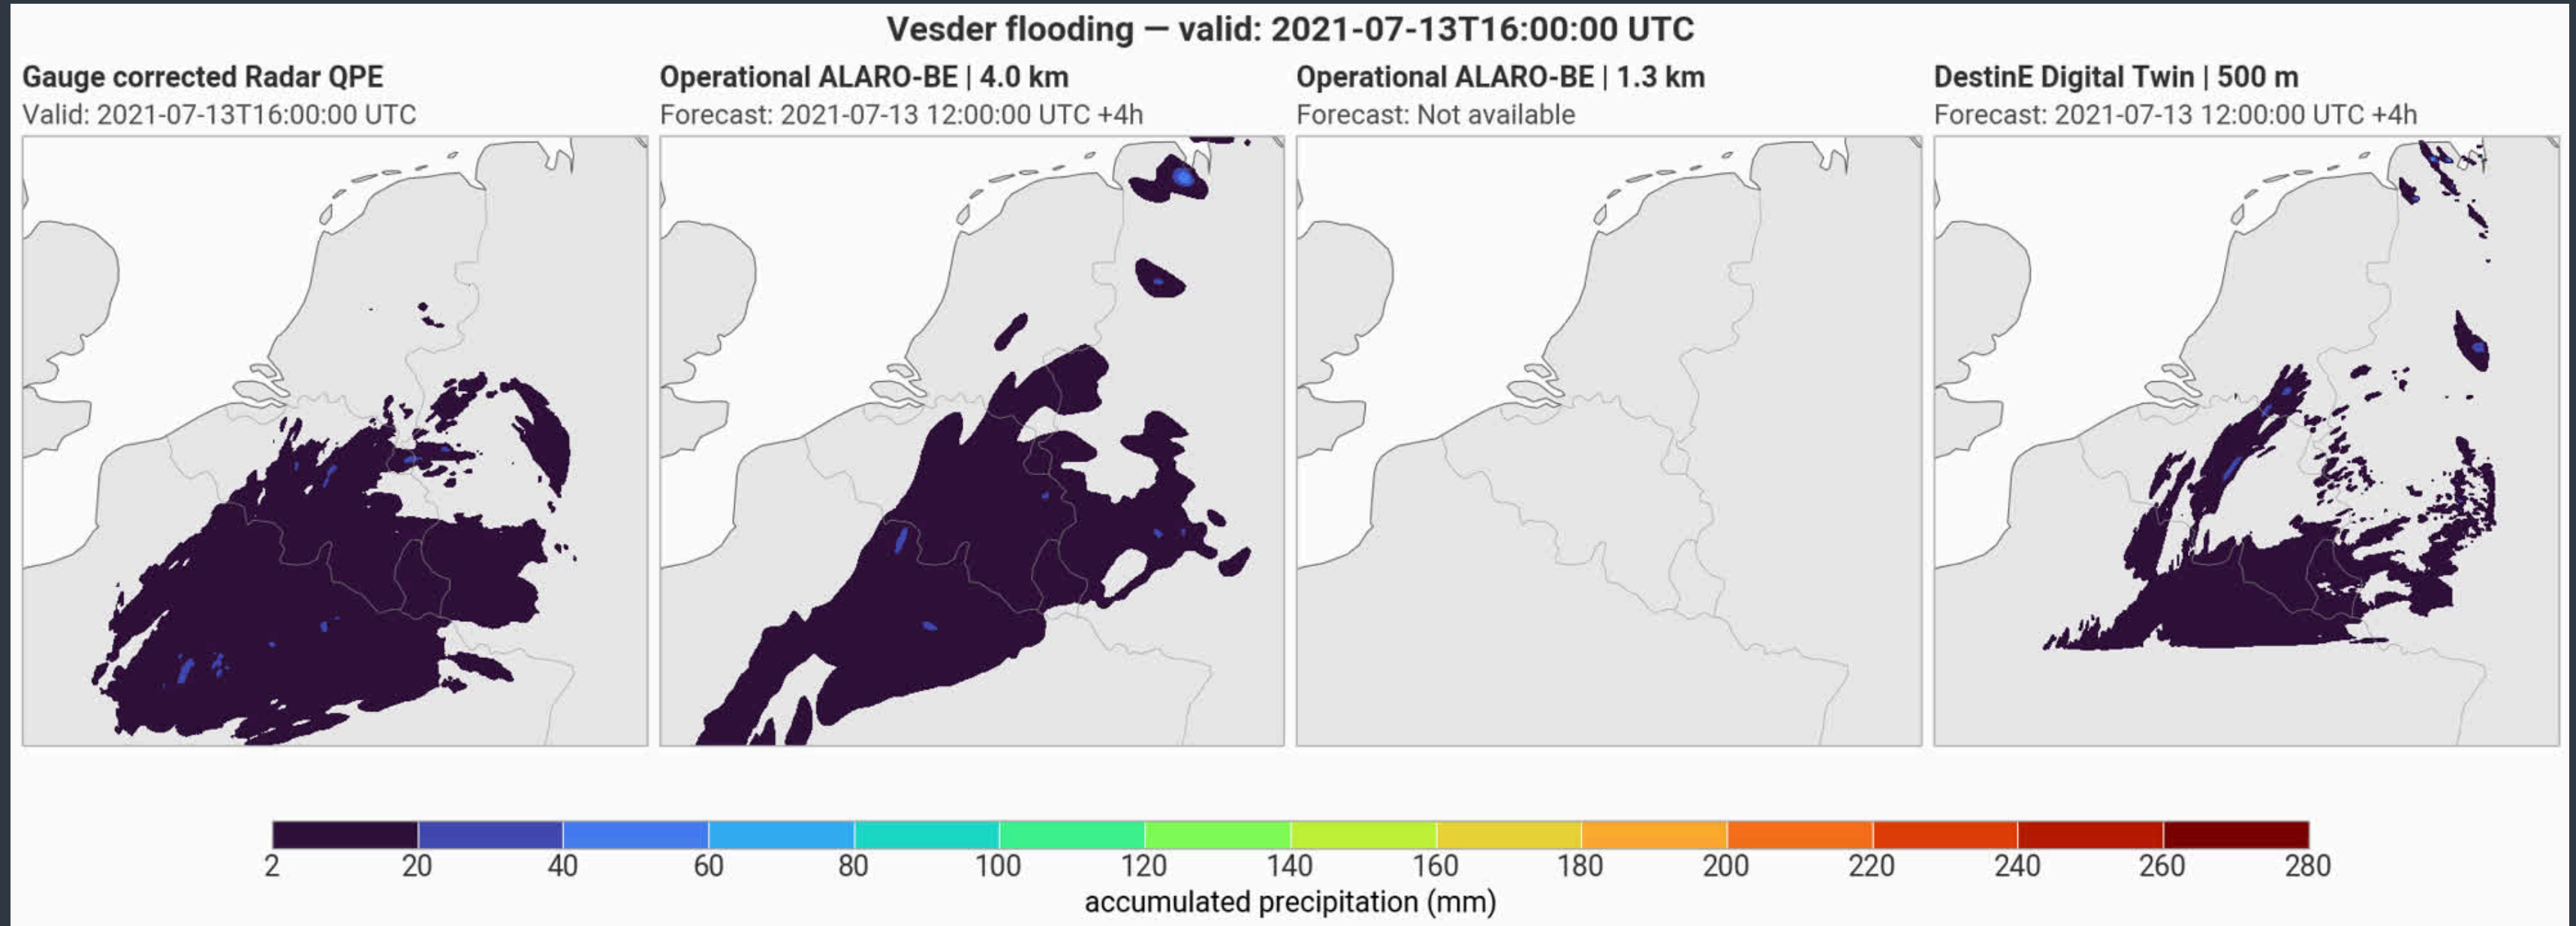 Vesder flooding — valid: 2021-07-13T16:00:00 UTC
Gauge corrected Radar QPE
Valid: 2021-07-13T16:00:00 UTC
Operational ALARO-BE | 4.0 km
Forecast: 2021-07-13 12:00:00 UTC +4h
Operational ALARO-BE | 1.3 km
Forecast: Not available
DestinE Digital Twin | 500 m
Forecast: 2021-07-13 12:00:00 UTC +4h
2 20 40 60 80 100 120 140 160 180 200 220 240 260 280
accumulated precipitation (mm)